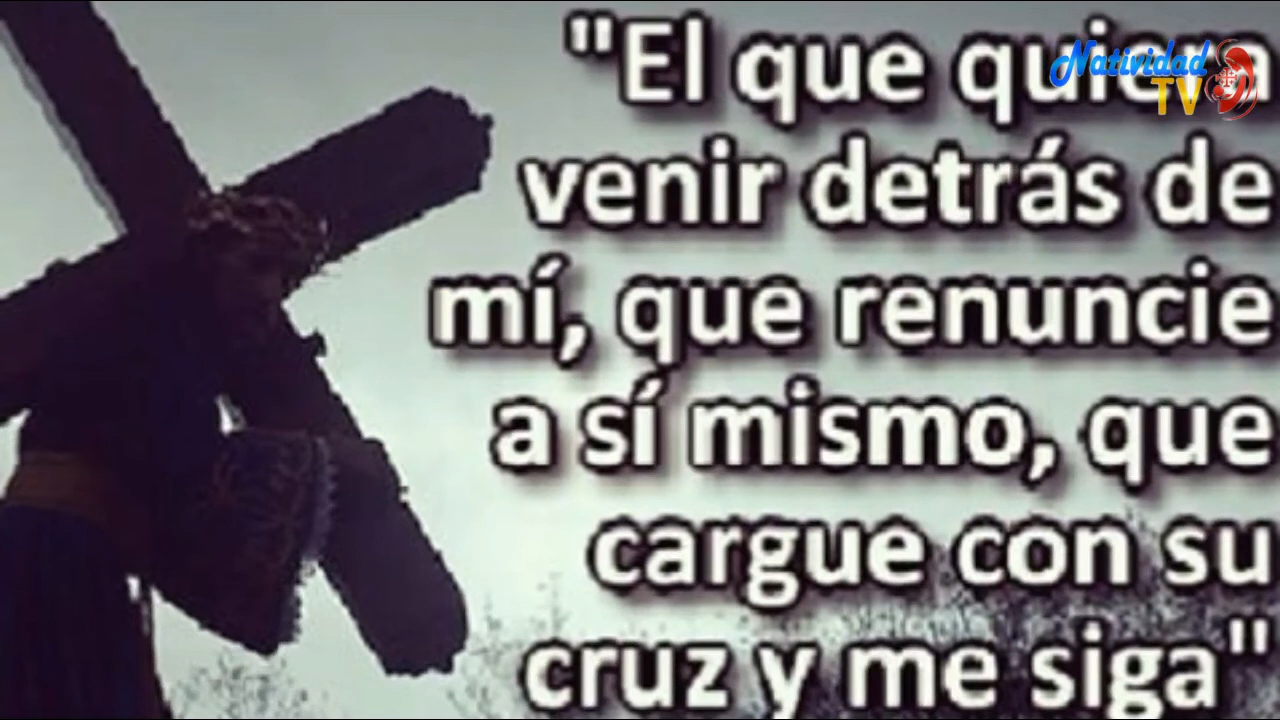 "El que quiera
venir detrás de
mí, que renuncie
a sí mismo, que
cargue con su
cruz y me siga"
Natividad
TV